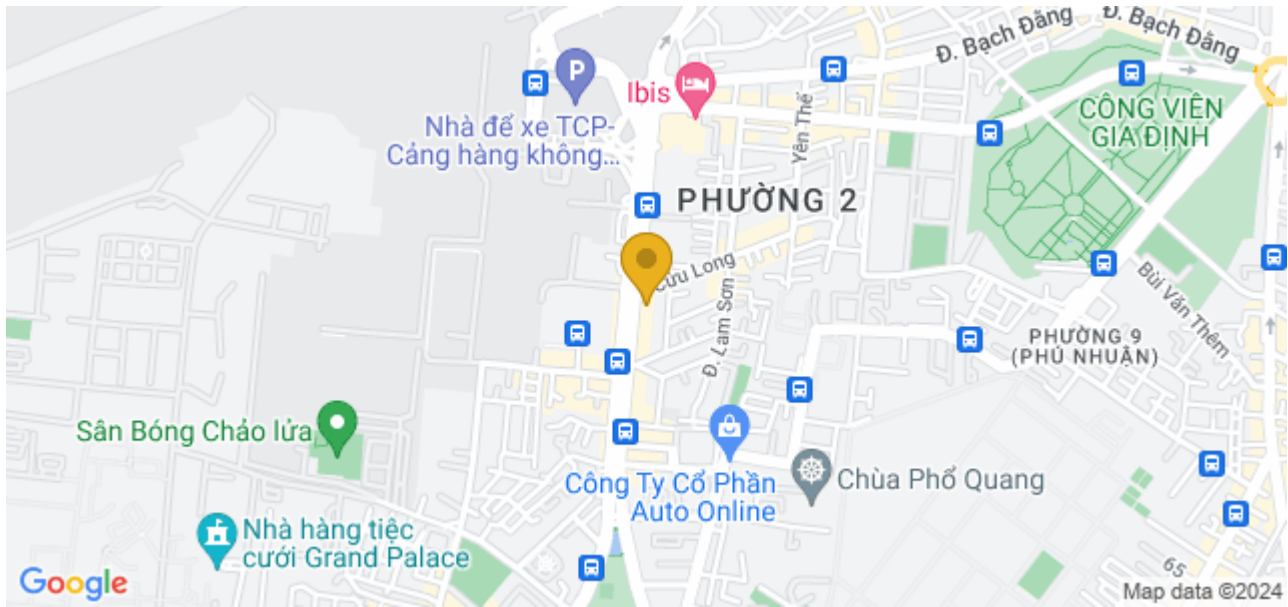 Đ. Bạch Đằng
Đ. Bạch Đằng
P
Ibis
Nhà để xe TCP-
Cảng hàng không...
Yên Thế
CÔNG VIÊN
GIA ĐỊNH
PHƯỜNG 2
Cửu Long
Đ. Lam Sơn
Bùi Văn Thêm
PHƯỜNG 9
(PHÚ NHUẬN)
Sân Bóng Chảo lửa
Công Ty Cổ Phần
Auto Online
Chùa Phổ Quang
Nhà hàng tiệc
cưới Grand Palace
65
Google
Map data ©2024